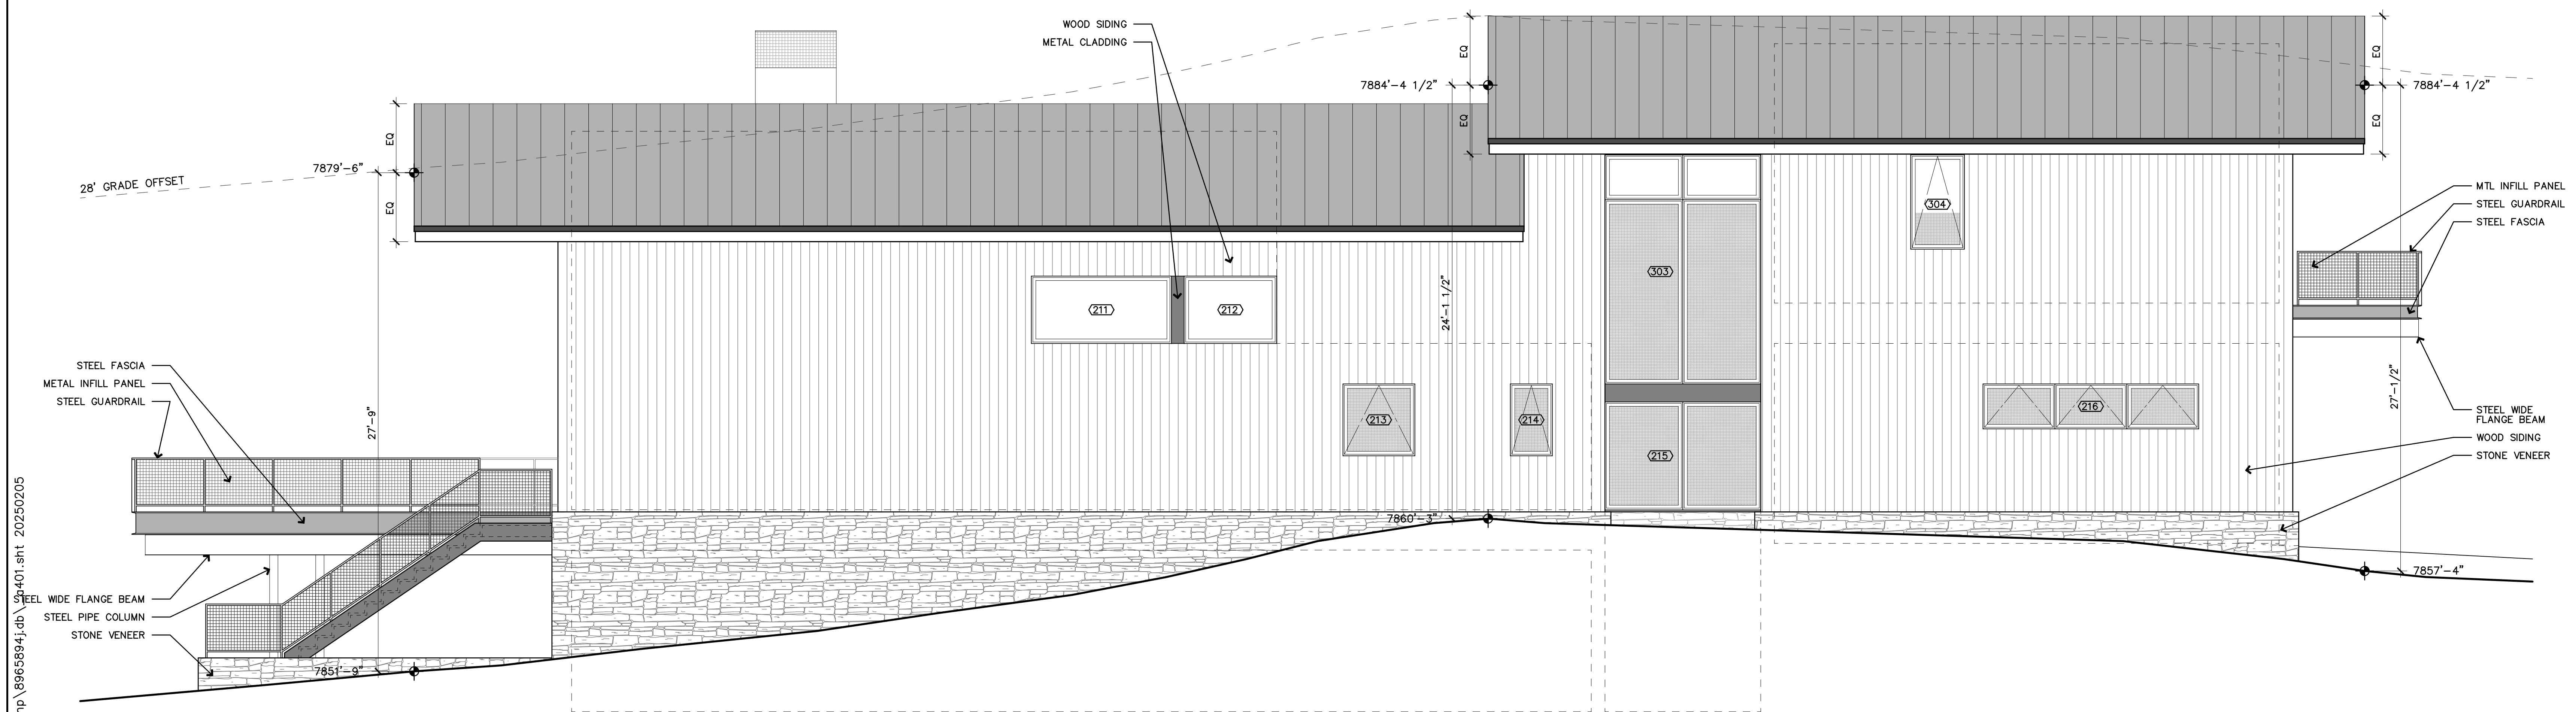 WOOD SIDING
METAL CLADDING
EQ
EQ
7884'-4 1/2"
7884'-4 1/2"
EQ
EQ
EQ
7879'-6"
28' GRADE OFFSET
EQ
MTL INFILL PANEL
STEEL GUARDRAIL
STEEL FASCIA
304
303
211
212
24'-1 1/2"
STEEL FASCIA
METAL INFILL PANEL
STEEL GUARDRAIL
27'-9"
213
214
215
216
27'-1/2"
STEEL WIDE
FLANGE BEAM
WOOD SIDING
STONE VENEER
7860'-3"
7857'-4"
STEEL WIDE FLANGE BEAM
STEEL PIPE COLUMN
STONE VENEER
7851'-9"
a401.sht 20250205